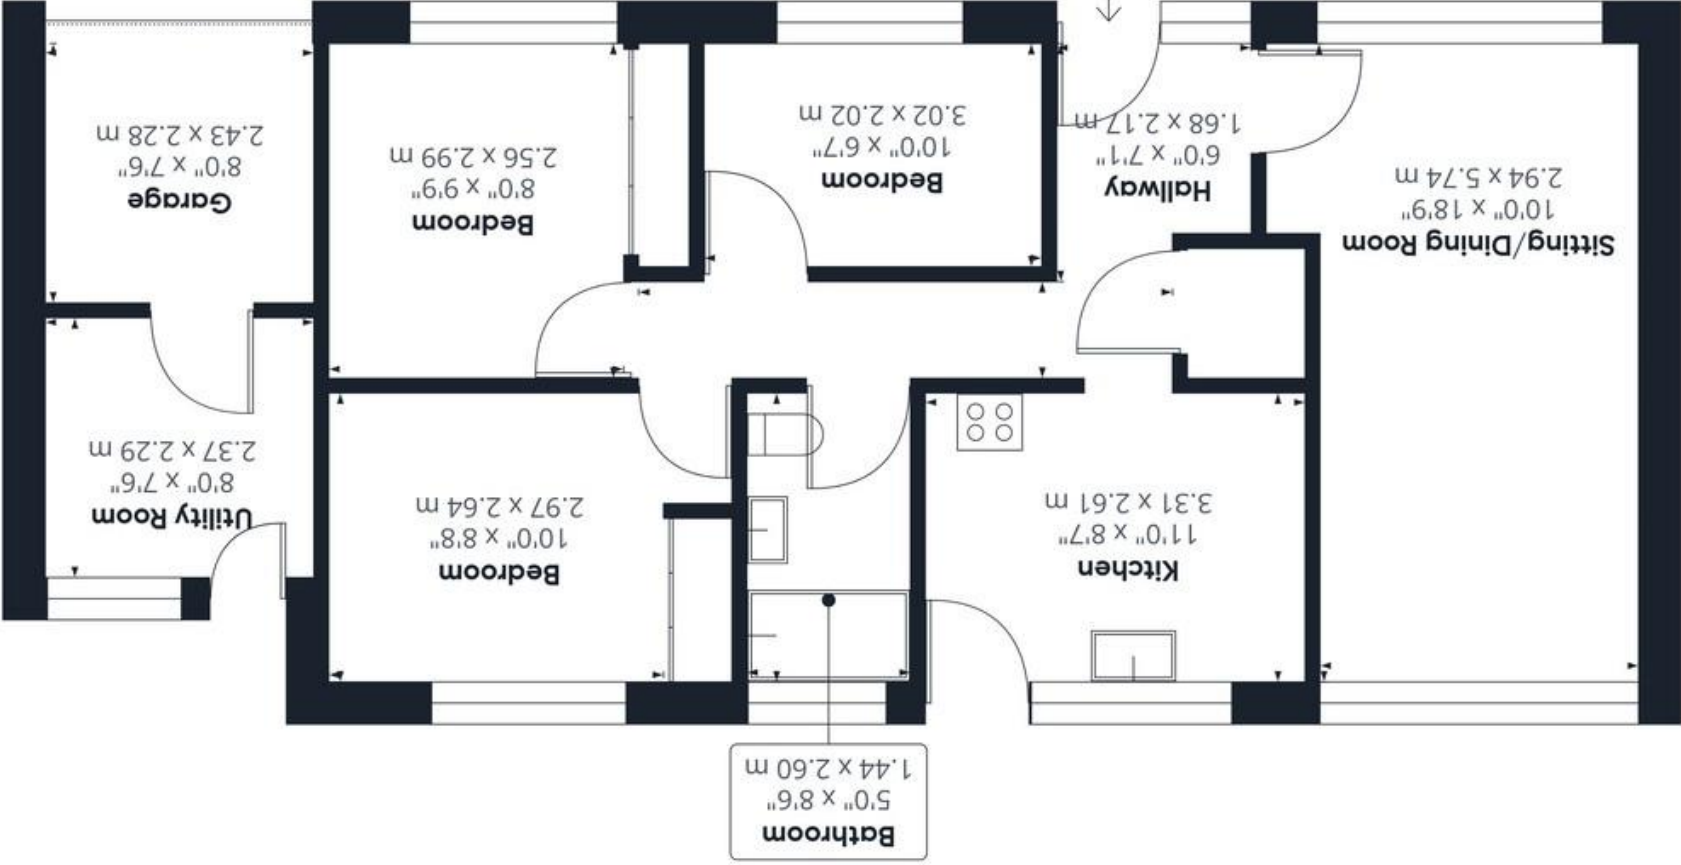 Bathroom
5'0" x 8'6"
1.44 x 2.60 m
Kitchen
11'0" x 8'7"
3.31 x 2.61 m
Bedroom
10'0" x 8'8"
2.97 x 2.64 m
Utility Room
8'0" x 7'6"
2.37 x 2.29 m
Sitting/Dining Room
10'0" x 18'9"
2.94 x 5.74 m
Hallway
6'0" x 7'1"
1.68 x 2.17 m
Bedroom
10'0" x 6'7"
3.02 x 2.02 m
Bedroom
8'0" x 9'9"
2.56 x 2.99 m
Garage
8'0" x 7'6"
2.43 x 2.28 m